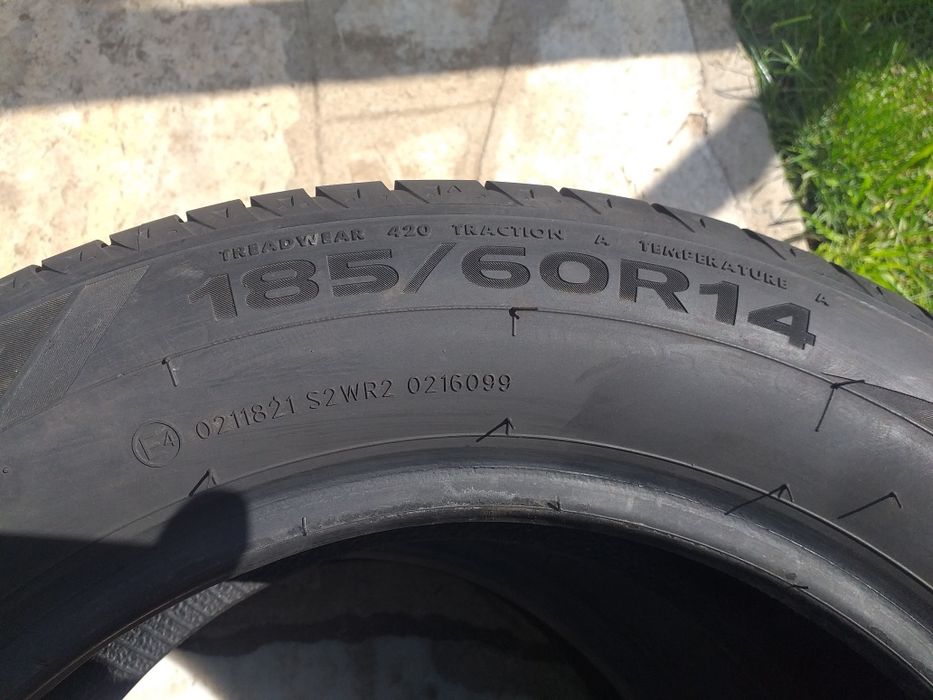 TREADWEAR 420 TRACTION A TEMPERATURE A
185/60R14
E4 0211821 S2WR2 0216099